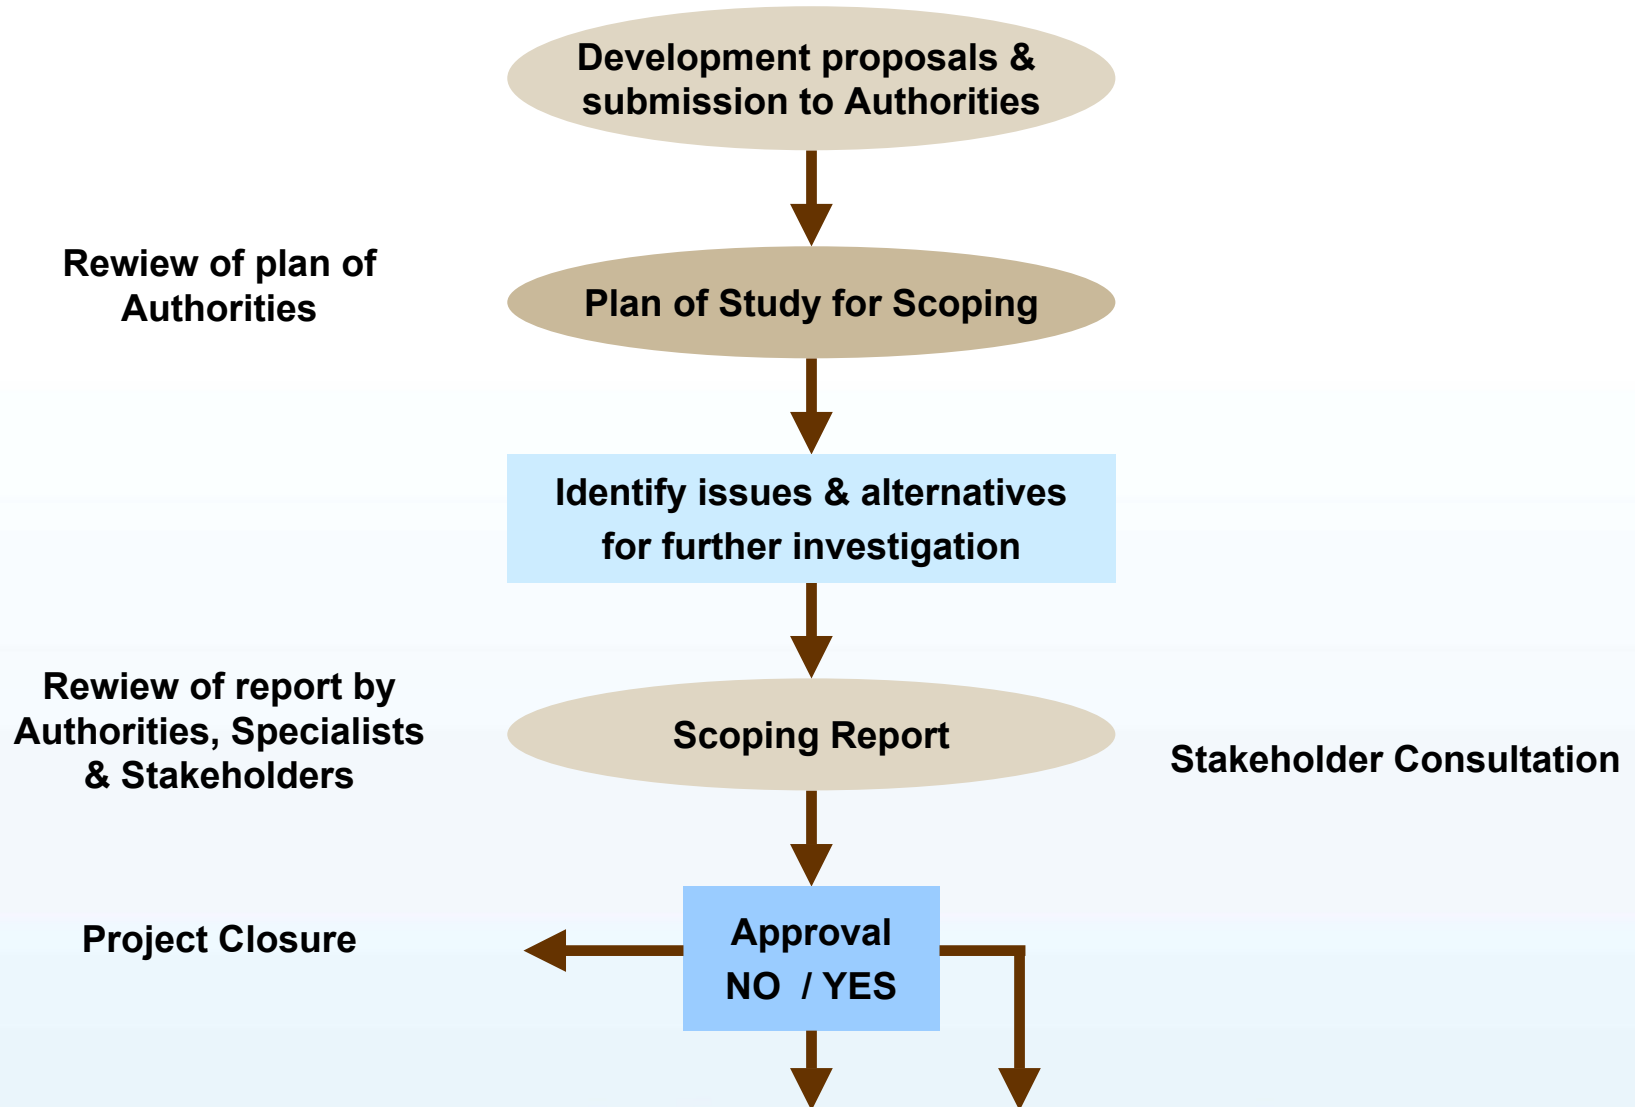 Development proposals &
submission to Authorities
Rewiew of plan of
Authorities
Plan of Study for Scoping
Identify issues & alternatives
for further investigation
Rewiew of report by
Authorities, Specialists
& Stakeholders
Scoping Report
Stakeholder Consultation
Project Closure
Approval
NO / YES